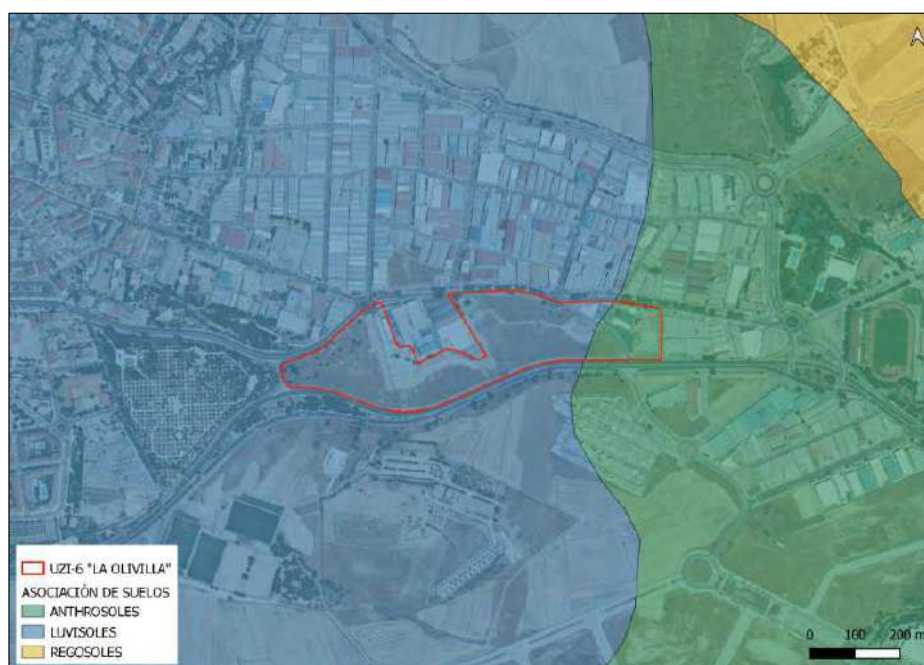 UZI-6 "LA OLIVILLA"
ASOCIACIÓN DE SUELOS
ANTHROSOLES
LUVISOLES
REGOSOLES
0 100 200 m